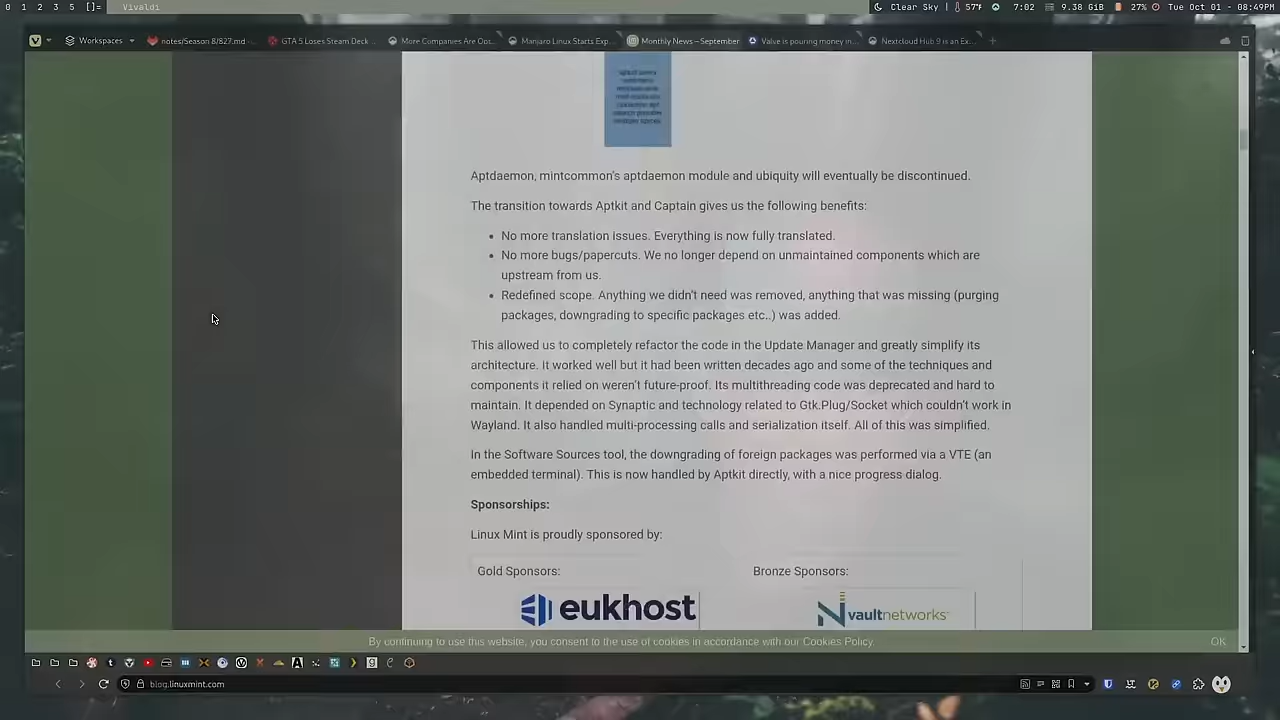 0 1 2 3 5 []= Vivaldi Clear Sky | 57°F 7:02 9.38 GiB 27% Tue Oct 01 - 08:49PM
Workspaces notes/Season 8/827.md - GTA 5 Loses Steam Deck More Companies Are Op Manjaro Linux Starts Exp Monthly News – September Valve is pouring money in Nextcloud Hub 9 is an Ex
Aptdaemon, mintcommon's aptdaemon module and ubiquity will eventually be discontinued.
The transition towards Aptkit and Captain gives us the following benefits:
• No more translation issues. Everything is now fully translated.
• No more bugs/papercuts. We no longer depend on unmaintained components which are
upstream from us.
• Redefined scope. Anything we didn't need was removed, anything that was missing (purging
packages, downgrading to specific packages etc..) was added.
This allowed us to completely refactor the code in the Update Manager and greatly simplify its
architecture. It worked well but it had been written decades ago and some of the techniques and
components it relied on weren't future-proof. Its multithreading code was deprecated and hard to
maintain. It depended on Synaptic and technology related to Gtk.Plug/Socket which couldn't work in
Wayland. It also handled multi-processing calls and serialization itself. All of this was simplified.
In the Software Sources tool, the downgrading of foreign packages was performed via a VTE (an
embedded terminal). This is now handled by Aptkit directly, with a nice progress dialog.
Sponsorships:
Linux Mint is proudly sponsored by:
Gold Sponsors: Bronze Sponsors:
eukhost vaultnetworks
By continuing to use this website, you consent to the use of cookies in accordance with our Cookies Policy. OK
blog.linuxmint.com